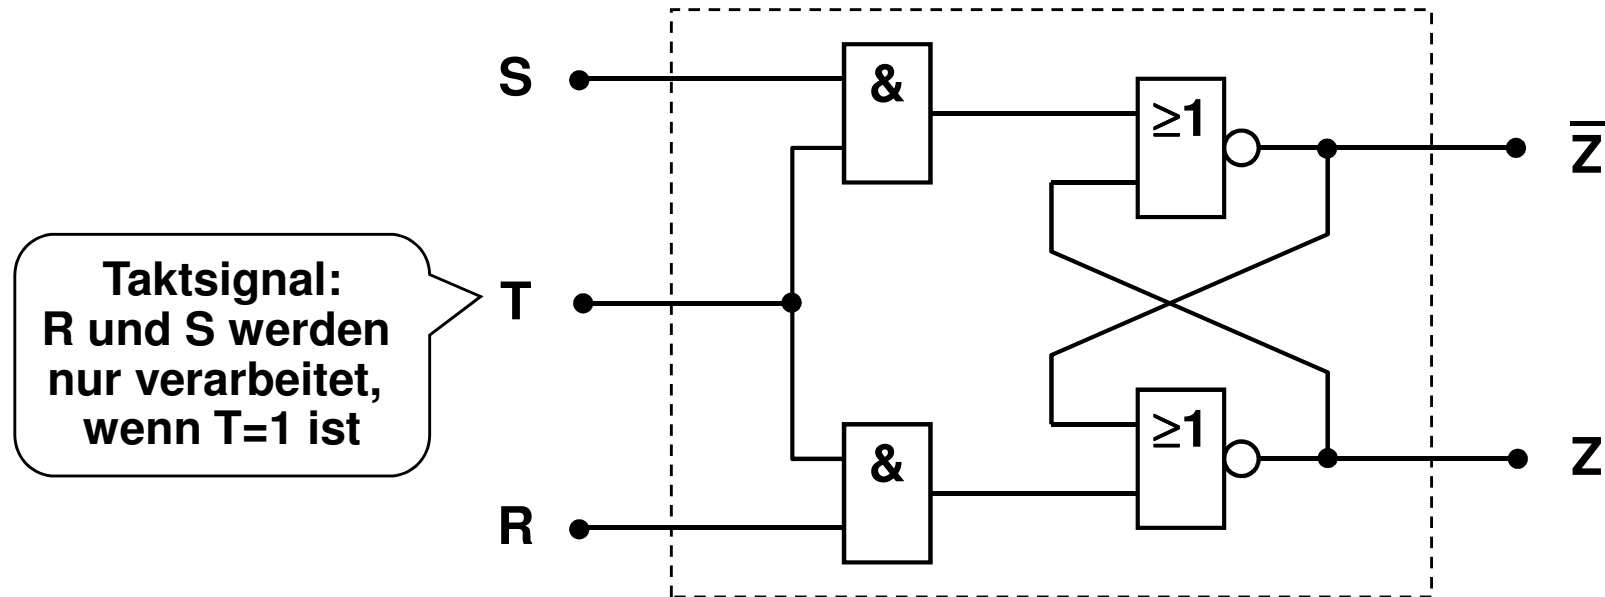 S
&
≥1
Z̅
Taktsignal:
R und S werden
nur verarbeitet,
wenn T=1 ist
T
R
&
≥1
Z